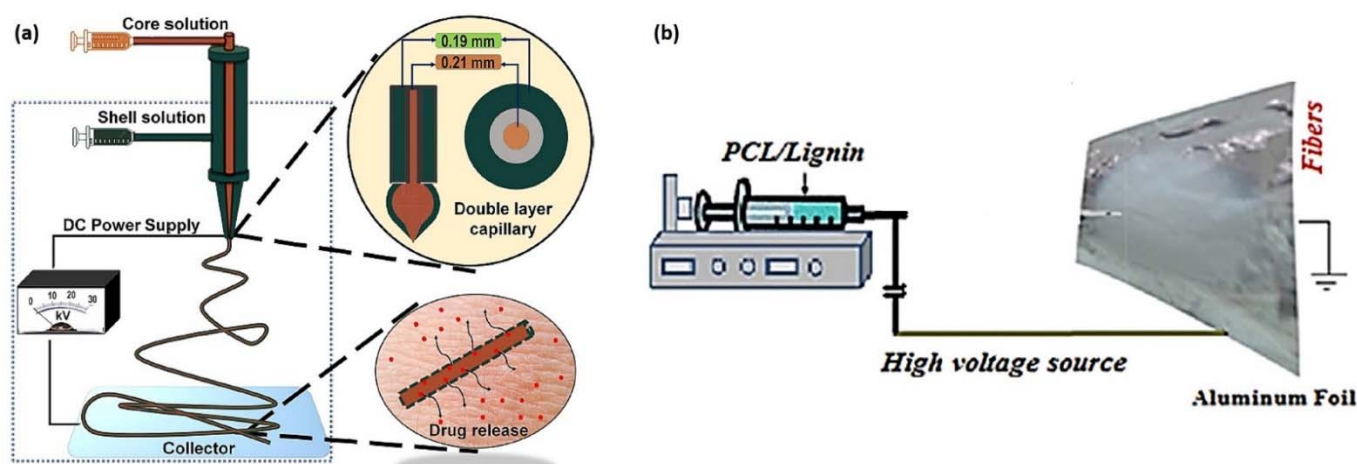 (a)
Core solution
Shell solution
0.19 mm
0.21 mm
Double layer
capillary
DC Power Supply
0 10 20 30
kV
Collector
Drug release
(b)
PCL/Lignin
Fibers
High voltage source
Aluminum Foil